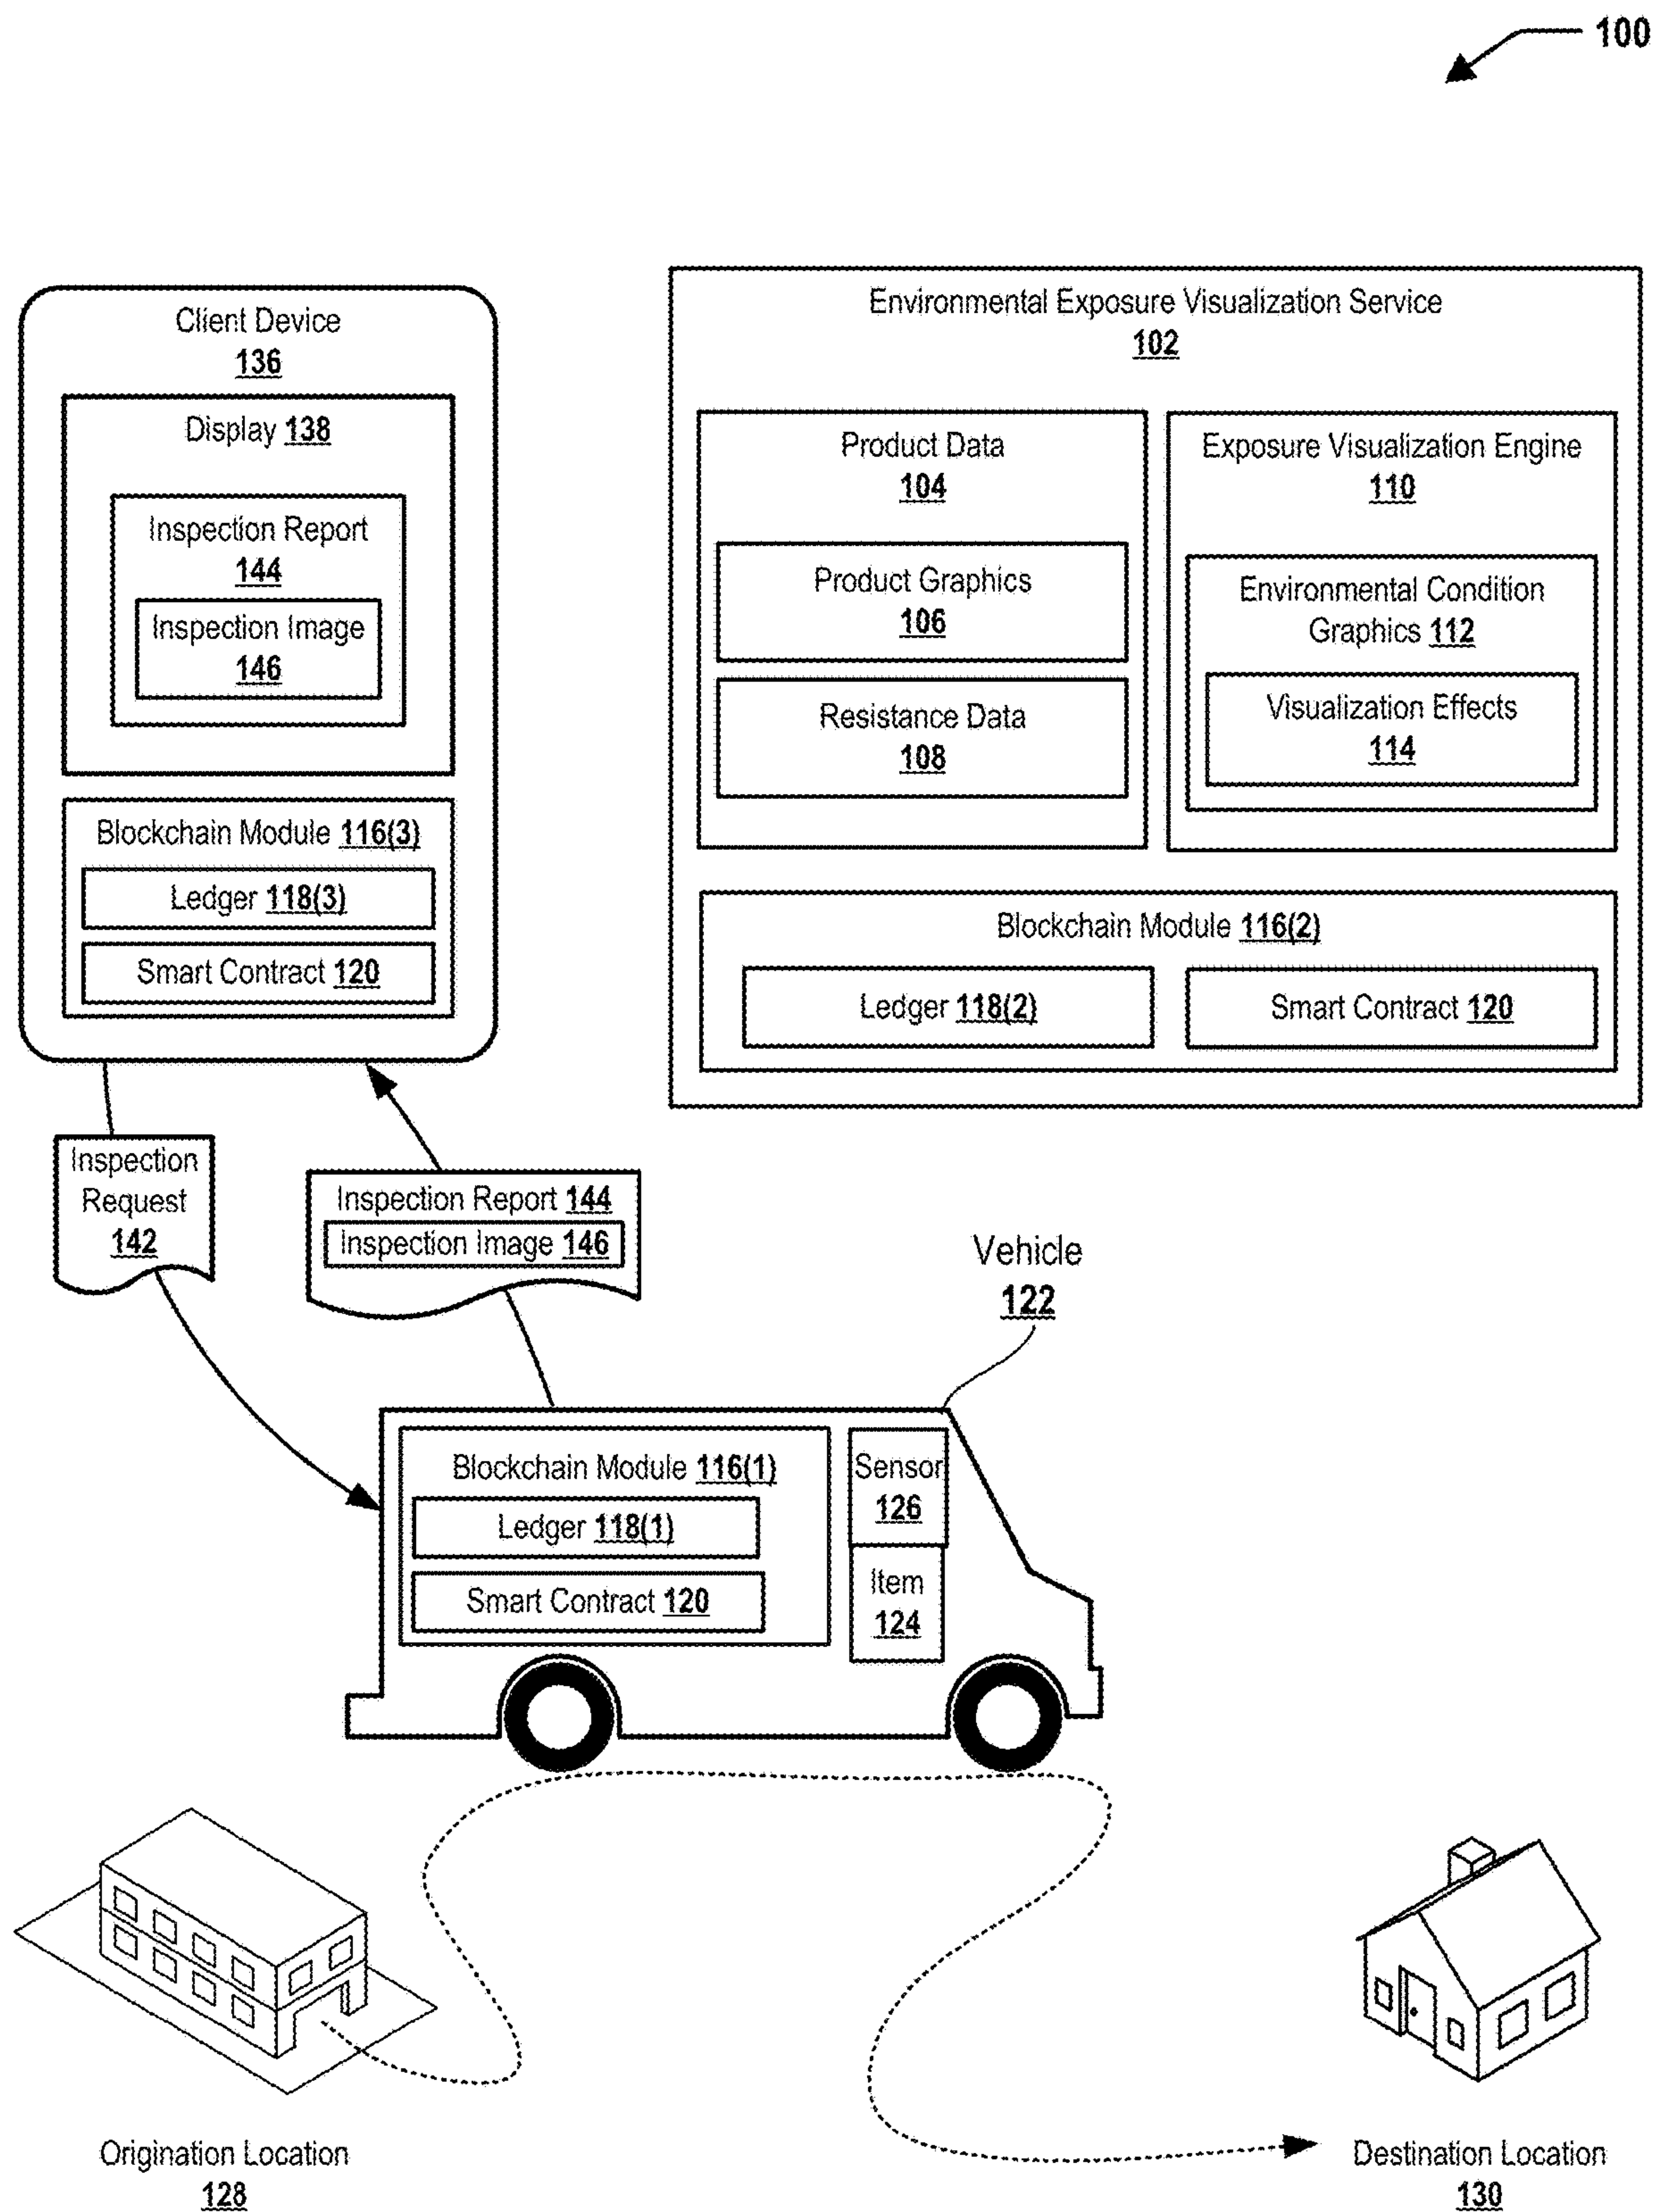 100
Client Device
136
Display 138
Inspection Report
144
Inspection Image
146
Blockchain Module 116(3)
Ledger 118(3)
Smart Contract 120
Environmental Exposure Visualization Service
102
Product Data
104
Product Graphics
106
Resistance Data
108
Exposure Visualization Engine
110
Environmental Condition
Graphics 112
Visualization Effects
114
Blockchain Module 116(2)
Ledger 118(2)
Smart Contract 120
Inspection
Request
142
Inspection Report 144
Inspection Image 146
Vehicle
122
Blockchain Module 116(1)
Ledger 118(1)
Smart Contract 120
Sensor
126
Item
124
Origination Location
128
Destination Location
130